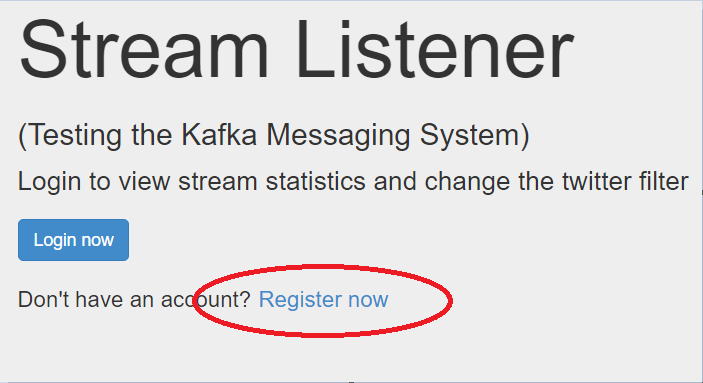 Stream Listener
(Testing the Kafka Messaging System)
Login to view stream statistics and change the twitter filter
Login now
Don't have an account? Register now